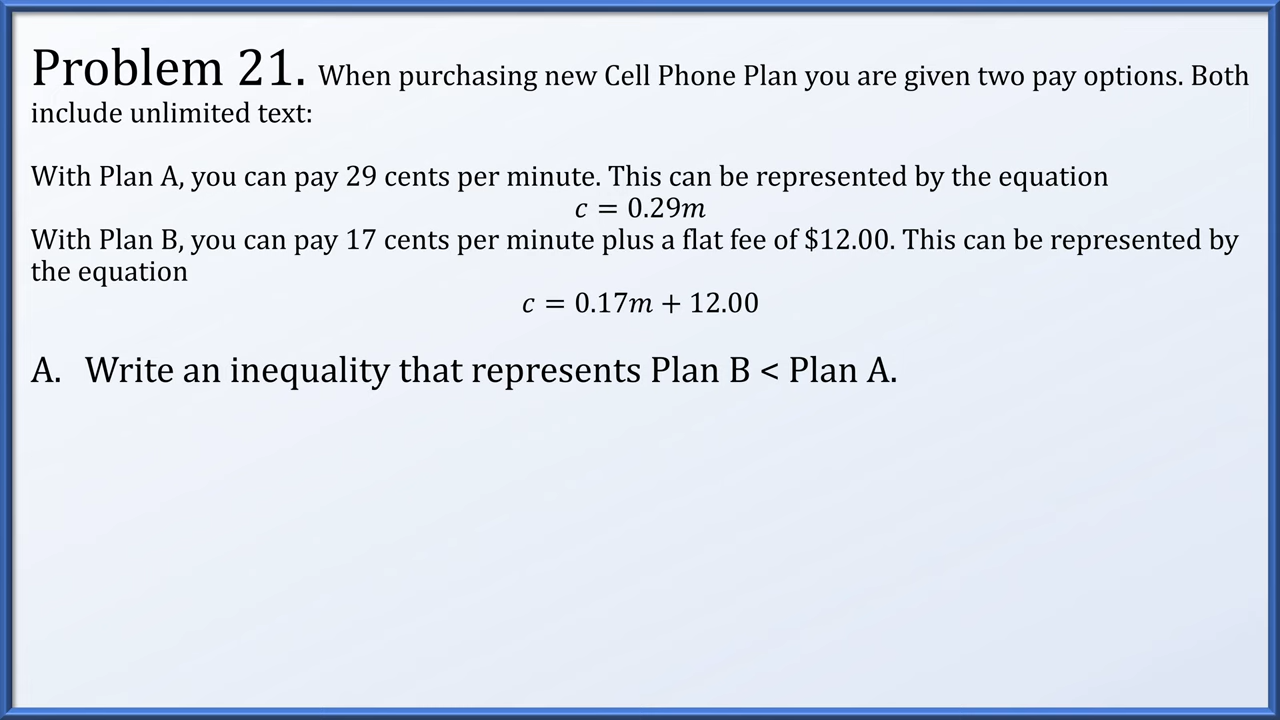 Problem 21. When purchasing new Cell Phone Plan you are given two pay options. Both
include unlimited text:
With Plan A, you can pay 29 cents per minute. This can be represented by the equation
𝑐 = 0.29𝑚
With Plan B, you can pay 17 cents per minute plus a flat fee of $12.00. This can be represented by
the equation
𝑐 = 0.17𝑚 + 12.00
A. Write an inequality that represents Plan B < Plan A.